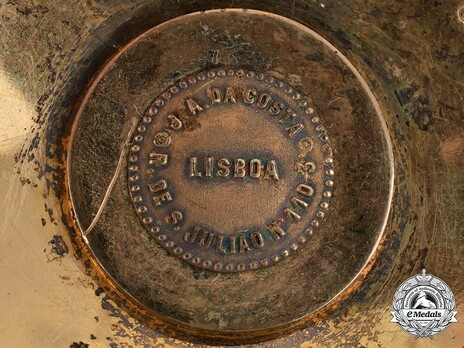 J. A. DA COSTA
LISBOA
R. DE S. JULIÃO Nº 110.3
eMedals